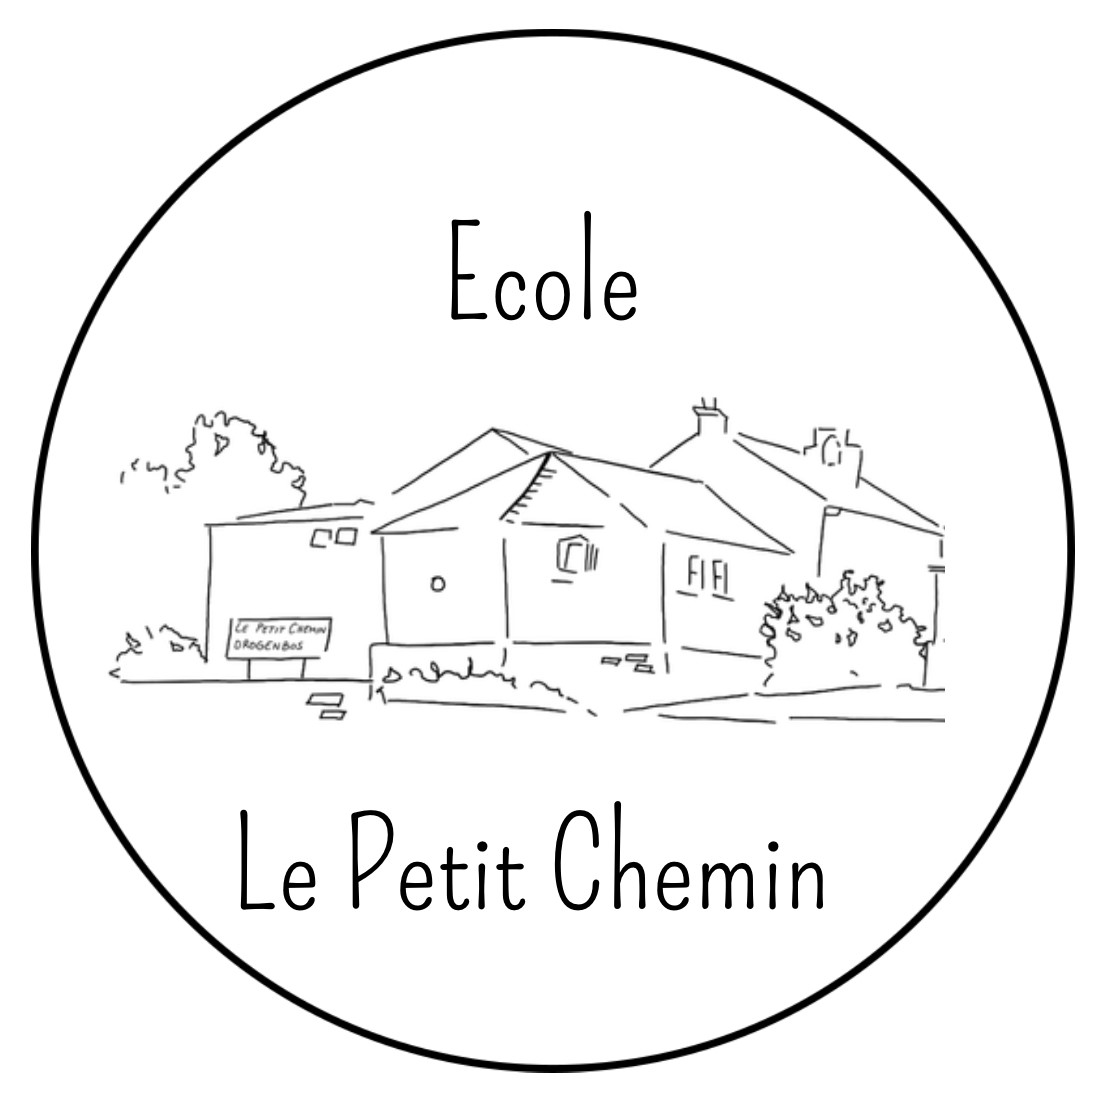 Ecole
LE PETIT CHEMIN
DROGENBOS
Le Petit Chemin